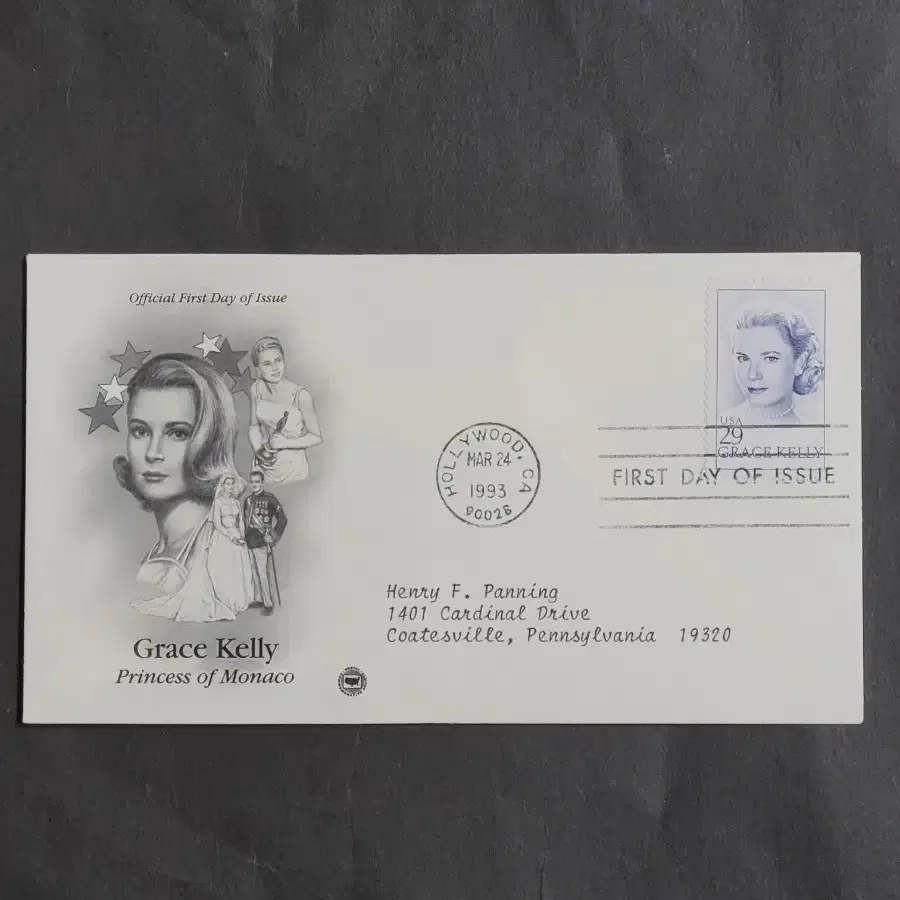 Official First Day of Issue
USA
29
GRACE KELLY
HOLLYWOOD, CA
MAR 24
1993
90028
FIRST DAY OF ISSUE
Henry F. Panning
1401 Cardinal Drive
Coatesville, Pennsylvania 19320
Grace Kelly
Princess of Monaco